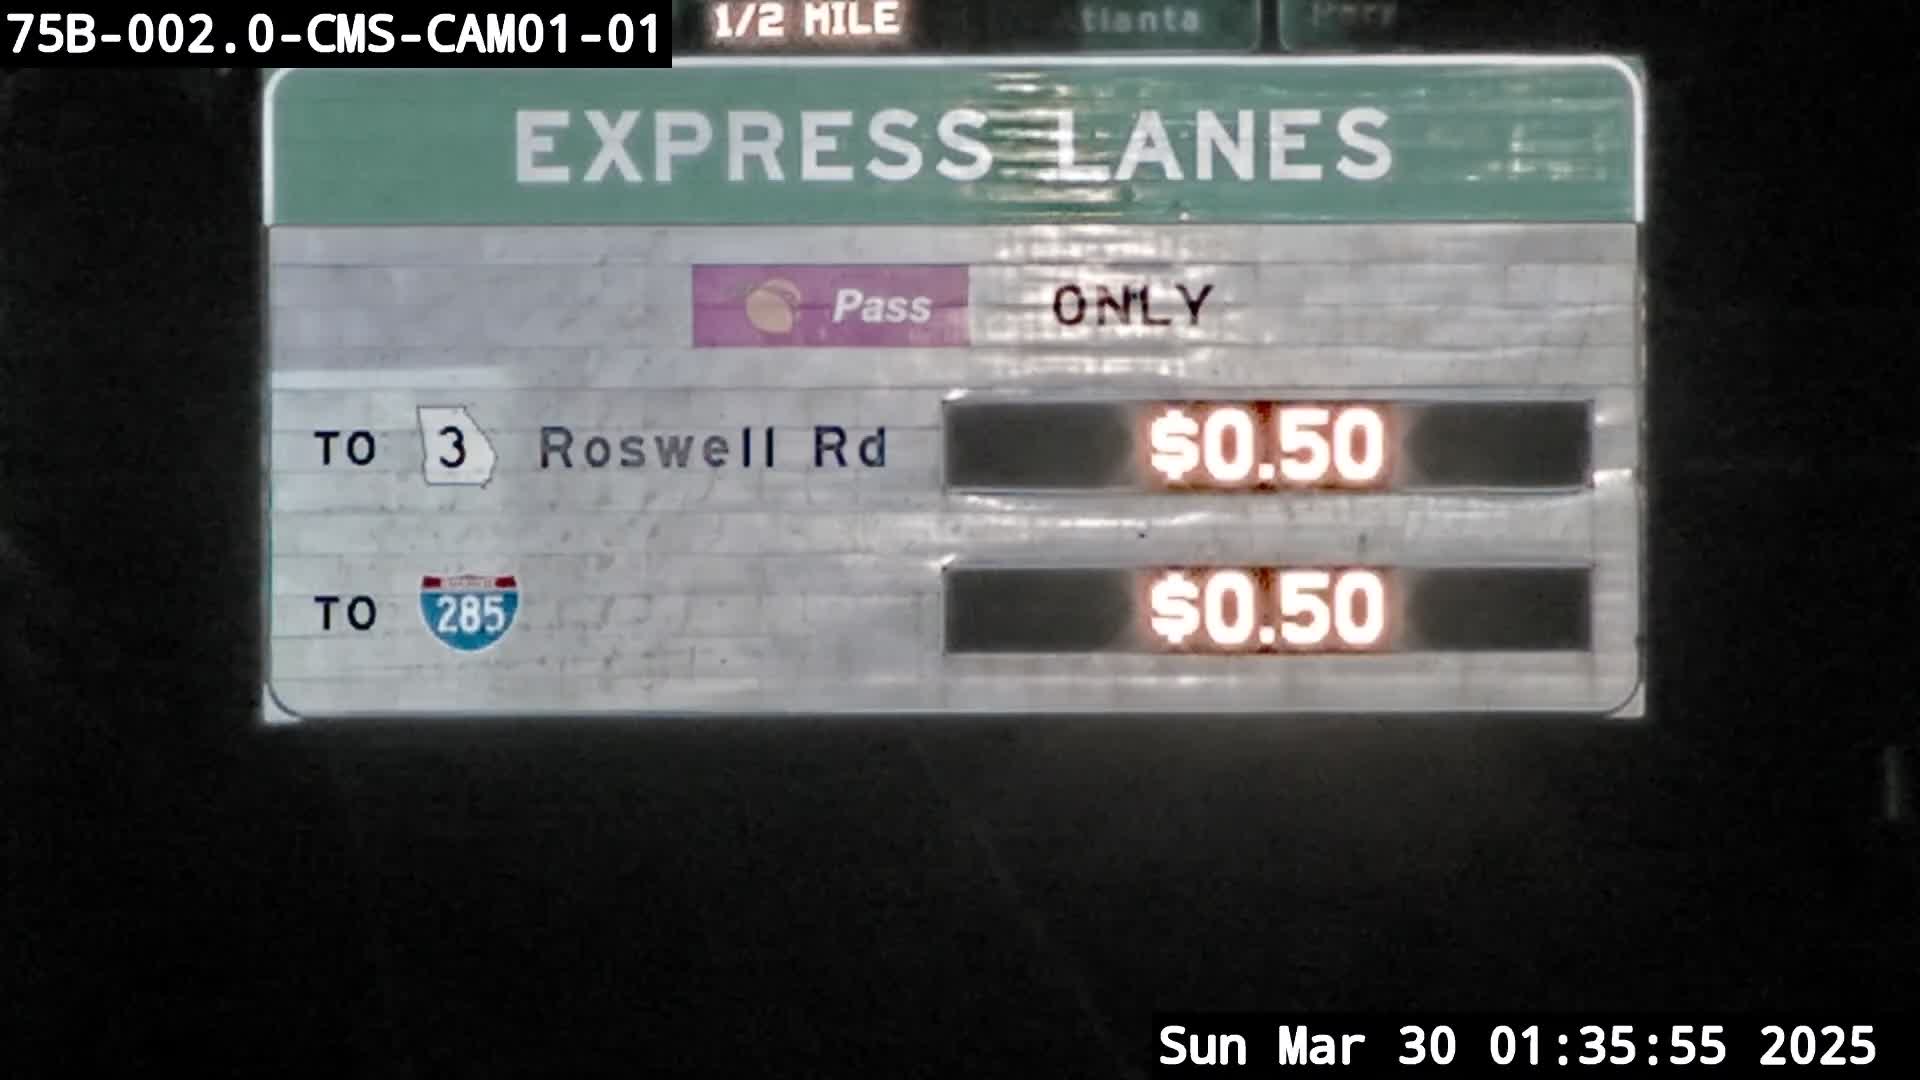 75B-002.0-CMS-CAM01-01
1/2 MILE
EXPRESS LANES
Pass ONLY
TO 3 Roswell Rd $0.50
TO 285 $0.50
Sun Mar 30 01:35:55 2025